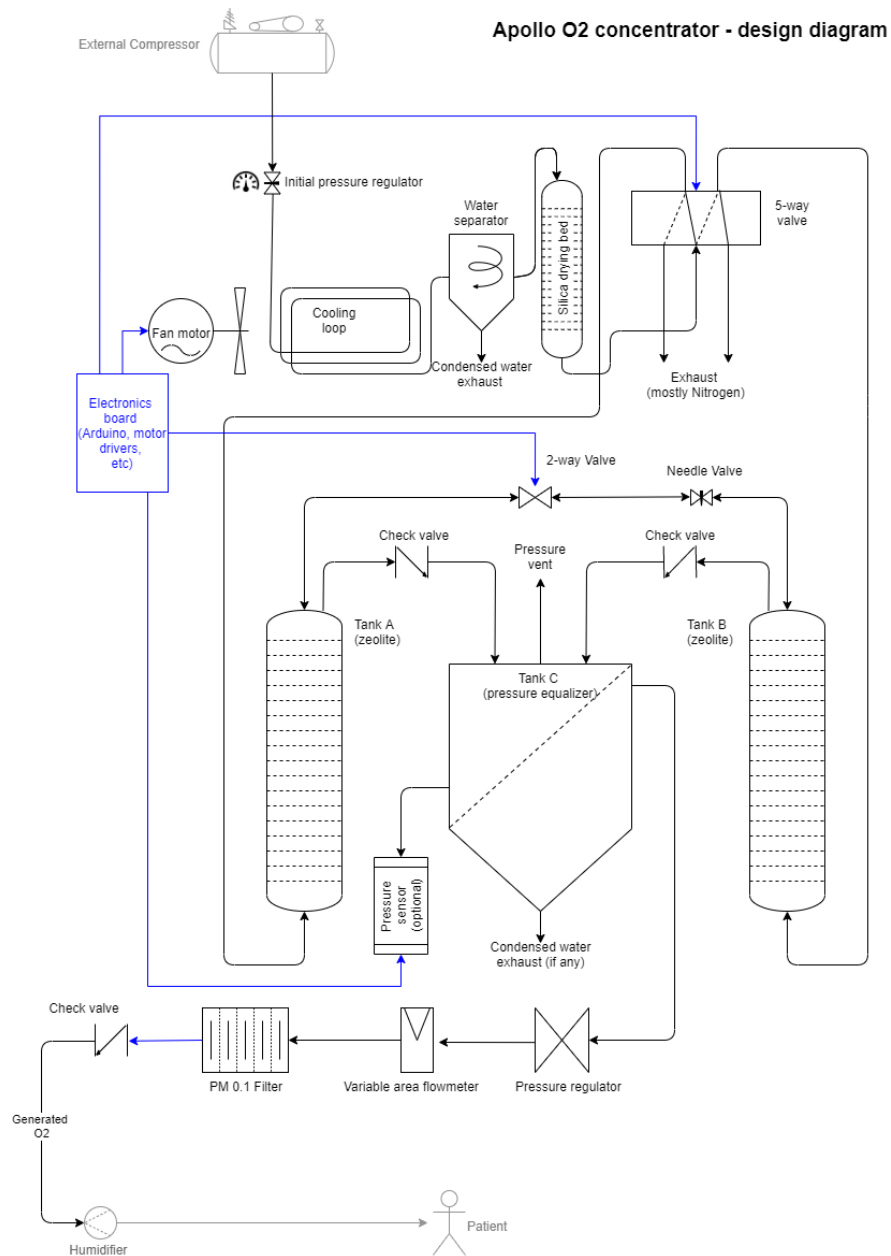 Apollo O2 concentrator - design diagram
External Compressor
Initial pressure regulator
Water
separator
Silica drying bed
5-way
valve
Cooling
loop
Fan motor
Condensed water
exhaust
Exhaust
(mostly Nitrogen)
Electronics
board
(Arduino, motor
drivers,
etc)
2-way Valve
Needle Valve
Check valve
Pressure
vent
Check valve
Tank A
(zeolite)
Tank B
(zeolite)
Tank C
(pressure equalizer)
Pressure
sensor
(optional)
Condensed water
exhaust (if any)
Check valve
PM 0.1 Filter
Variable area flowmeter
Pressure regulator
Generated
O2
Humidifier
Patient